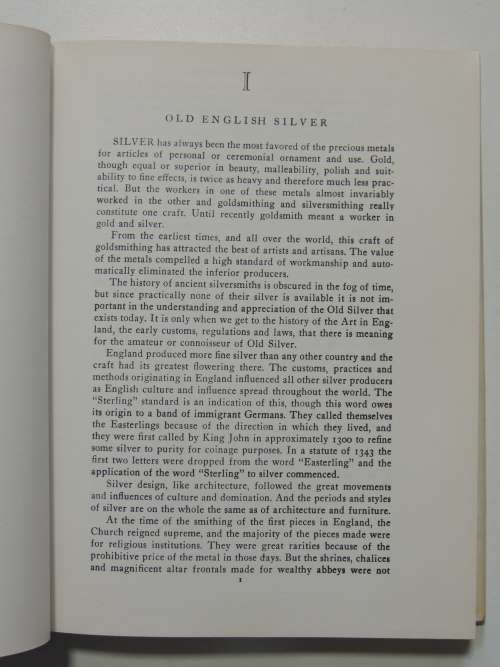 I
OLD ENGLISH SILVER
SILVER has always been the most favored of the precious metals
for articles of personal or ceremonial ornament and use. Gold,
though equal or superior in beauty, malleability, polish and suit-
ability to fine effects, is twice as heavy and therefore much less prac-
tical. But the workers in one of these metals almost invariably
worked in the other and goldsmithing and silversmithing really
constitute one craft. Until recently goldsmith meant a worker in
gold and silver.
From the earliest times, and all over the world, this craft of
goldsmithing has attracted the best of artists and artisans. The value
of the metals compelled a high standard of workmanship and auto-
matically eliminated the inferior producers.
The history of ancient silversmiths is obscured in the fog of time,
but since practically none of their silver is available it is not im-
portant in the understanding and appreciation of the Old Silver that
exists today. It is only when we get to the history of the Art in Eng-
land, the early customs, regulations and laws, that there is meaning
for the amateur or connoisseur of Old Silver.
England produced more fine silver than any other country and the
craft had its greatest flowering there. The customs, practices and
methods originating in England influenced all other silver producers
as English culture and influence spread throughout the world. The
"Sterling" standard is an indication of this, though this word owes
its origin to a band of immigrant Germans. They called themselves
the Easterlings because of the direction in which they lived, and
they were first called by King John in approximately 1300 to refine
some silver to purity for coinage purposes. In a statute of 1343 the
first two letters were dropped from the word "Easterling" and the
application of the word "Sterling" to silver commenced.
Silver design, like architecture, followed the great movements
and influences of culture and domination. And the periods and styles
of silver are on the whole the same as of architecture and furniture.
At the time of the smithing of the first pieces in England, the
Church reigned supreme, and the majority of the pieces made were
for religious institutions. They were great rarities because of the
prohibitive price of the metal in those days. But the shrines, chalices
and magnificent altar frontals made for wealthy abbeys were not
1